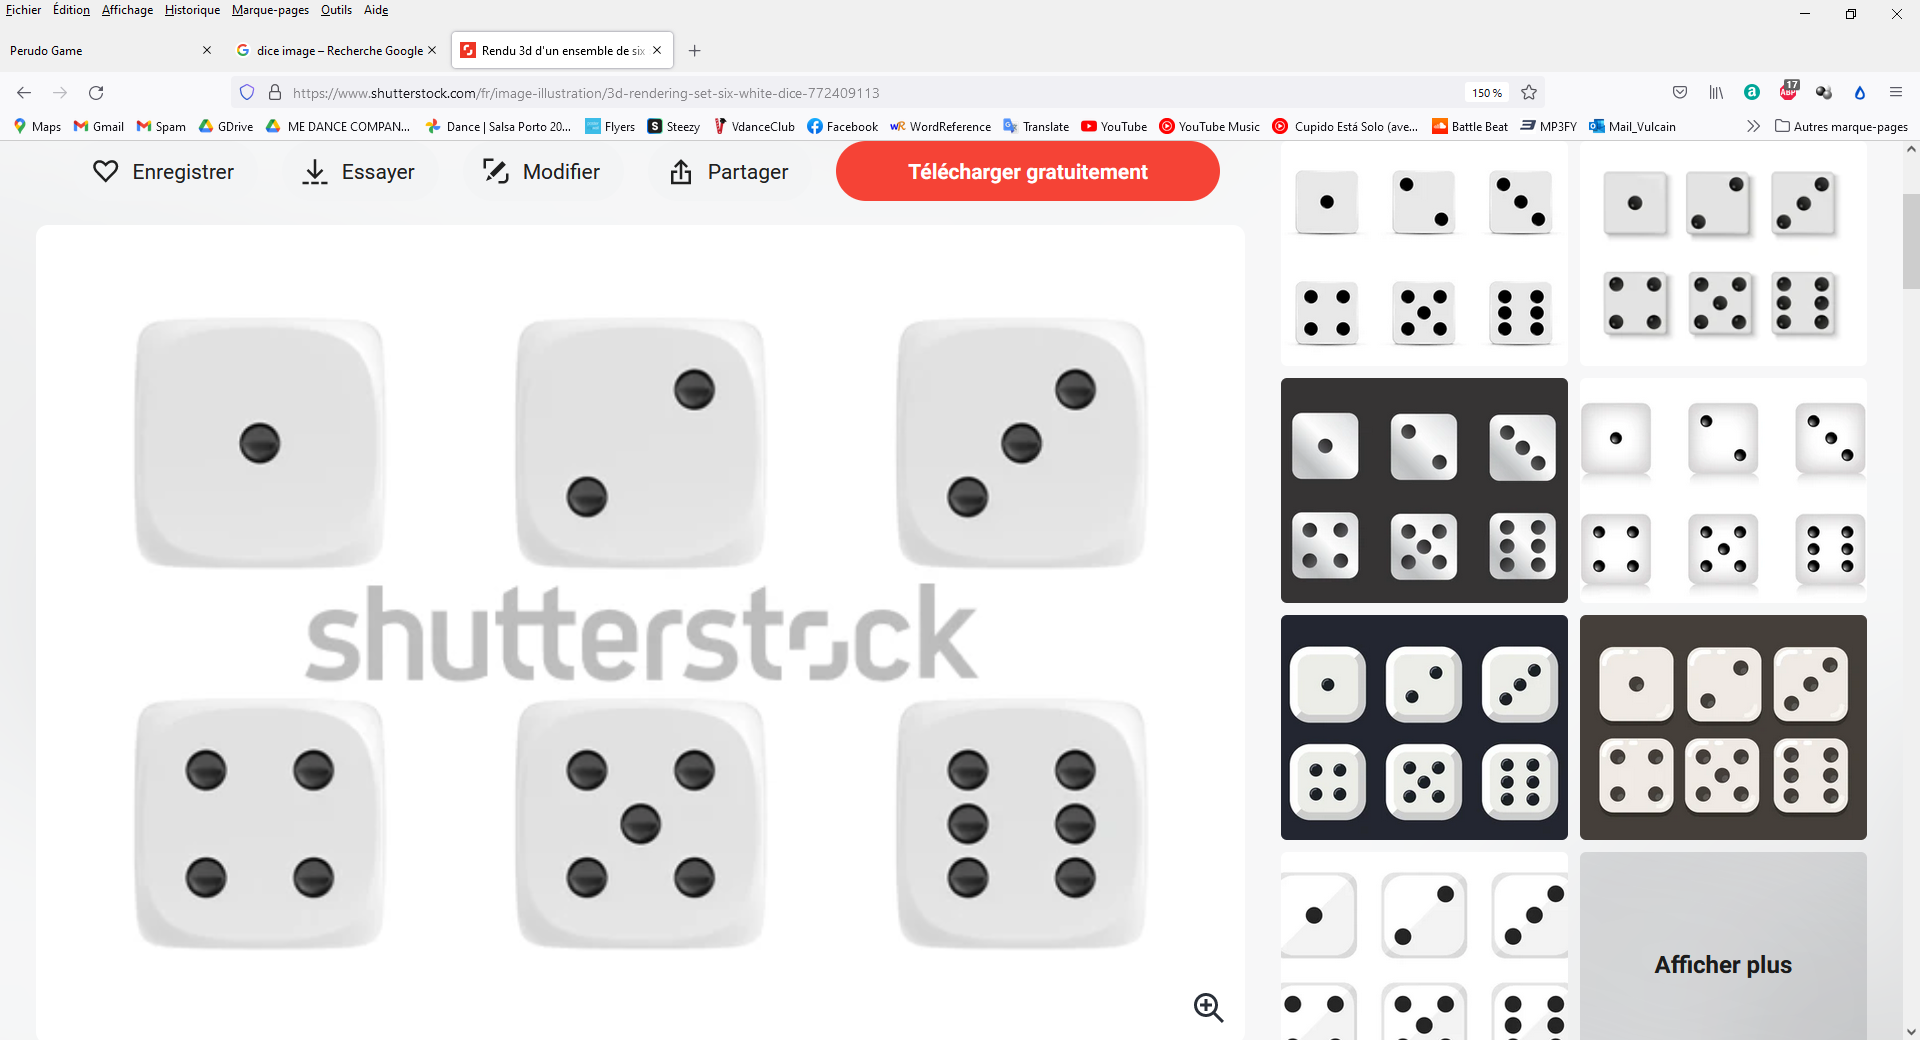 Fichier Édition Affichage Historique Marque-pages Outils Aide
Perudo Game
dice image – Recherche Google
Rendu 3d d'un ensemble de six
https://www.shutterstock.com/fr/image-illustration/3d-rendering-set-six-white-dice-772409113
150 %
17
ABP
Maps Gmail Spam GDrive ME DANCE COMPAN... Dance | Salsa Porto 20... Flyers Steezy VdanceClub Facebook WordReference Translate YouTube YouTube Music Cupido Está Solo (ave... Battle Beat MP3FY Mail_Vulcain Autres marque-pages
Enregistrer Essayer Modifier Partager Télécharger gratuitement
shutterstock
Afficher plus